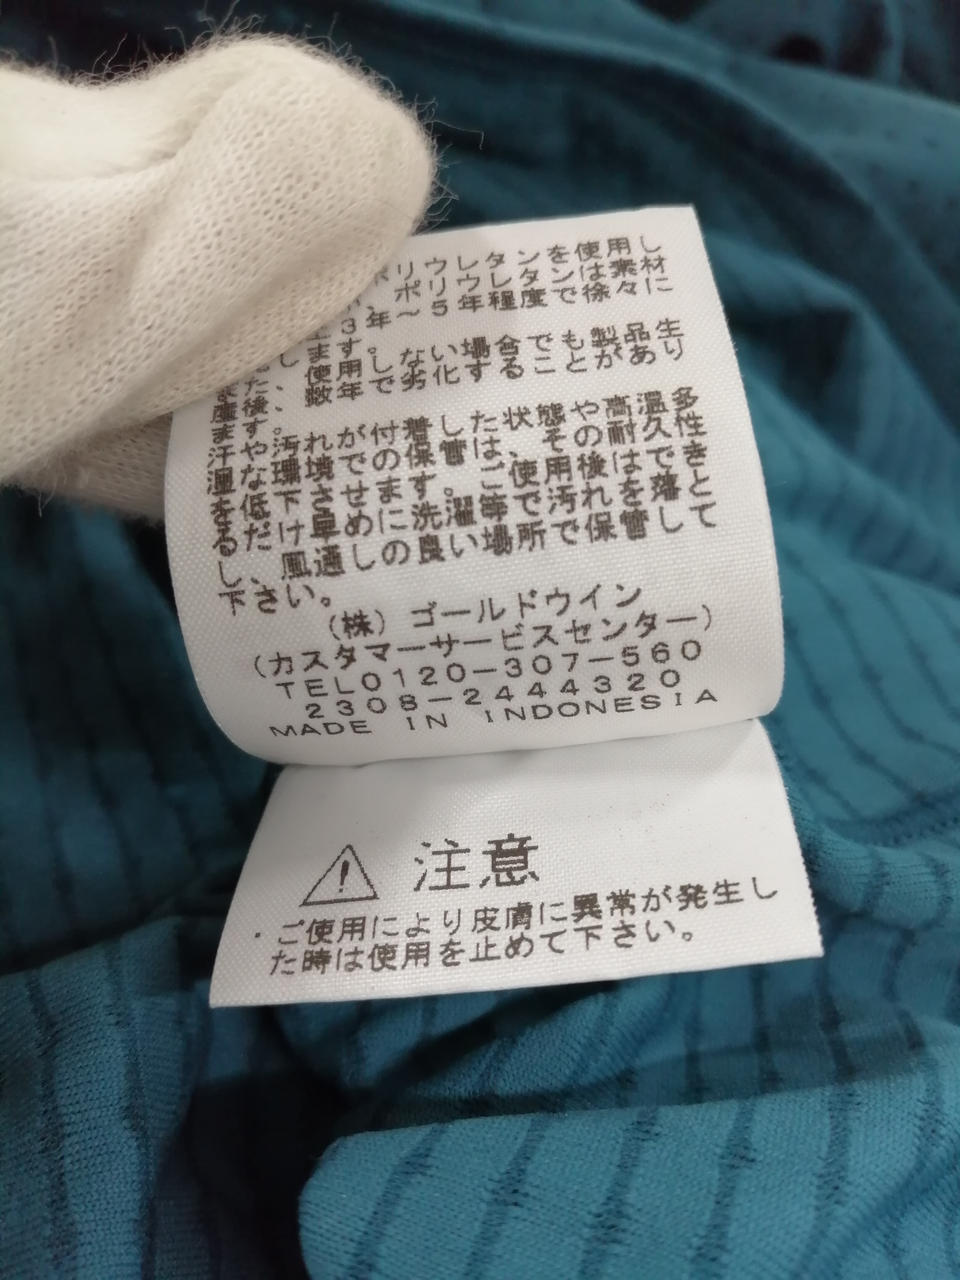 ポリウレタンを使用し
、ポリウレタンは素材
3年〜5年程度で徐々に
します。
また、使用しない場合でも製品生
産後、数年で劣化することがあり
ます。
汗や汚れが付着した状態や高温多
湿な環境での保管は、その耐久性
を低下させます。ご使用後はできき
るだけ早めに洗濯等で汚れを落と
し、風通しの良い場所で保管して
下さい。
(株)ゴールドウイン
(カスタマーサービスセンター)
TEL0120-307-560
2308-2444320
MADE IN INDONESIA
注意
・ご使用により皮膚に異常が発生し
た時は使用を止めて下さい。